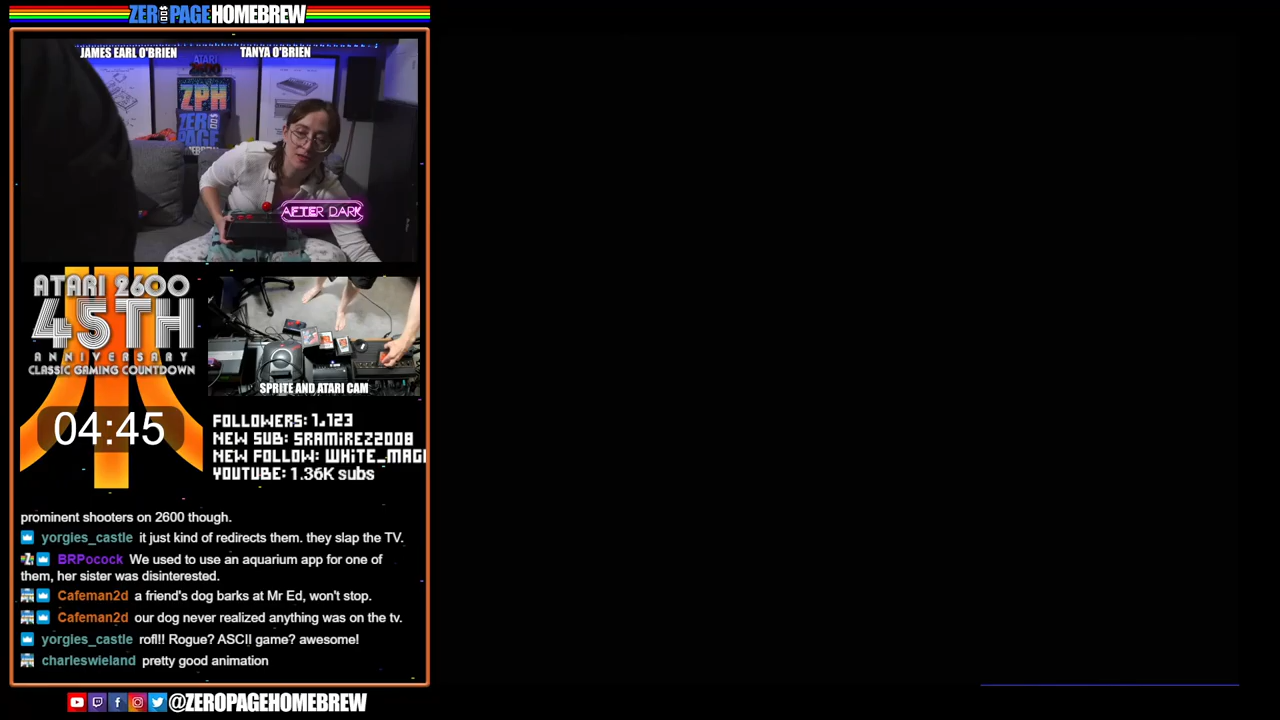 ZERO PAGE HOMEBREW
JAMES EARL O'BRIEN
TANYA O'BRIEN
ATARI
ZPH
ZERO
PAGE
AFTER DARK
ATARI 2600
45TH
ANNIVERSARY
CLASSIC GAMING COUNTDOWN
04:45
SPRITE AND ATARI CAM
FOLLOWERS: 1,123
NEW SUB: SRAMIREZ2008
NEW FOLLOW: WHITE_MAG
YOUTUBE: 1.36K subs
prominent shooters on 2600 though.
yorgies_castle it just kind of redirects them. they slap the TV.
BRPocock We used to use an aquarium app for one of
them, her sister was disinterested.
Cafeman2d a friend's dog barks at Mr Ed, won't stop.
Cafeman2d our dog never realized anything was on the tv.
yorgies_castle rofl!! Rogue? ASCII game? awesome!
charleswieland pretty good animation
@ZEROPAGEHOMEBREW